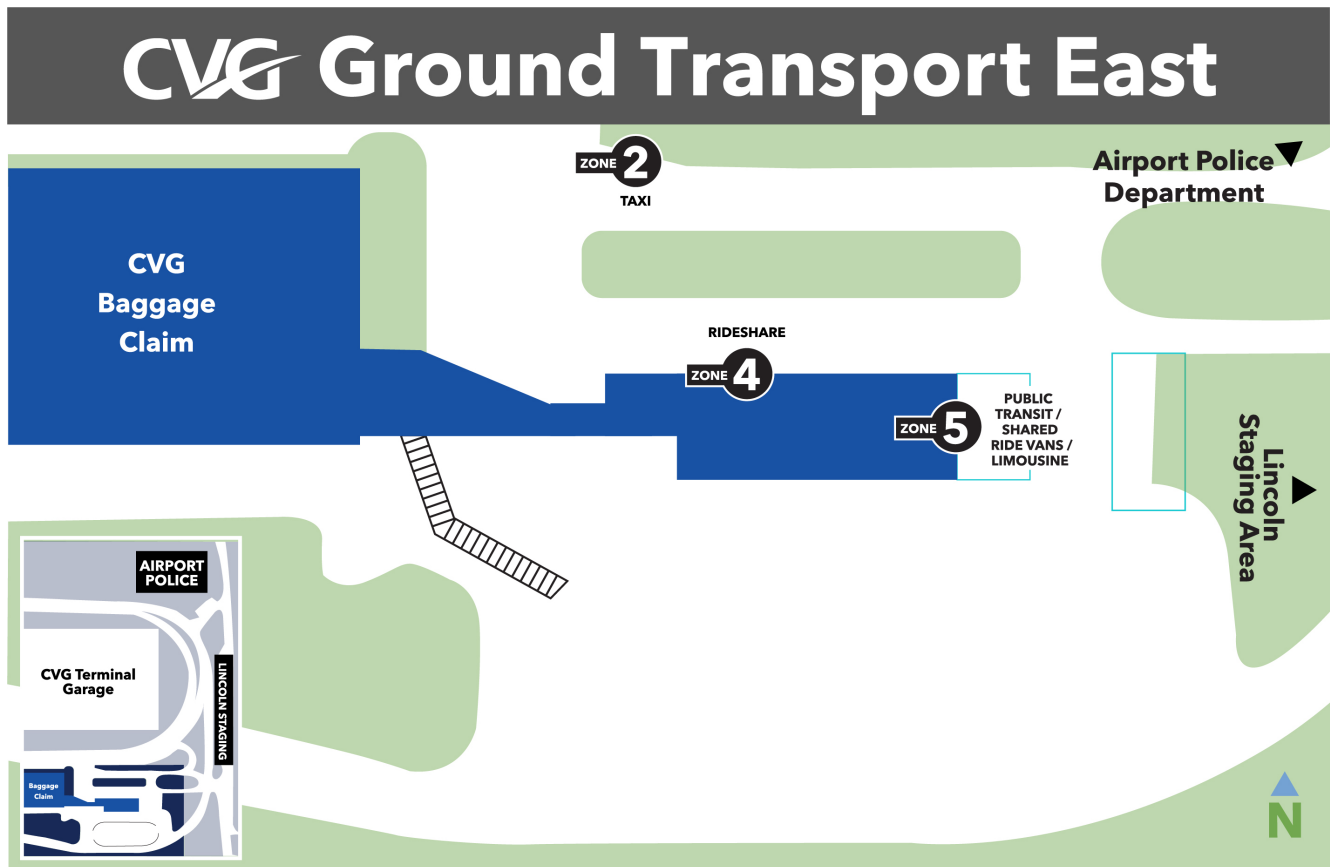 CVG Ground Transport East
ZONE 2
TAXI
Airport Police
Department
CVG
Baggage
Claim
RIDESHARE
ZONE 4
ZONE 5
PUBLIC
TRANSIT /
SHARED
RIDE VANS /
LIMOUSINE
Lincoln
Staging Area
AIRPORT
POLICE
CVG Terminal
Garage
LINCOLN STAGING
Baggage
Claim
N